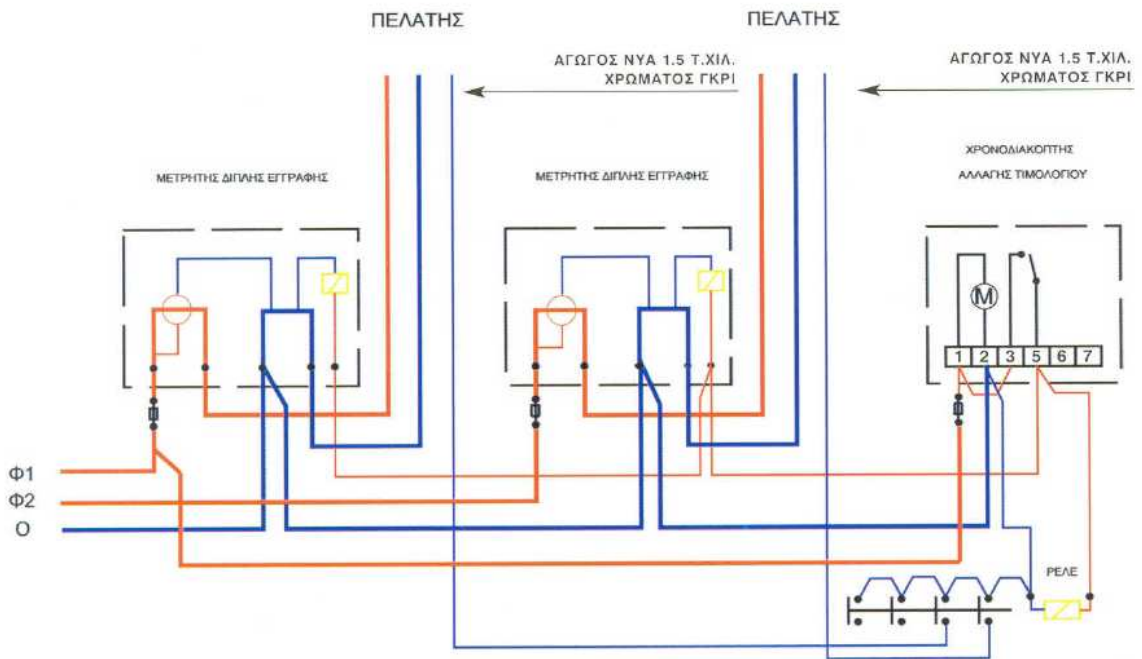 ΠΕΛΑΤΗΣ
ΠΕΛΑΤΗΣ
ΑΓΩΓΟΣ ΝΥΑ 1.5 Τ.ΧΙΛ.
ΧΡΩΜΑΤΟΣ ΓΚΡΙ
ΑΓΩΓΟΣ ΝΥΑ 1.5 Τ.ΧΙΛ.
ΧΡΩΜΑΤΟΣ ΓΚΡΙ
ΜΕΤΡΗΤΗΣ ΔΙΠΛΗΣ ΕΓΓΡΑΦΗΣ
ΜΕΤΡΗΤΗΣ ΔΙΠΛΗΣ ΕΓΓΡΑΦΗΣ
ΧΡΟΝΟΔΙΑΚΟΠΤΗΣ
ΑΛΛΑΓΗΣ ΤΙΜΟΛΟΓΙΟΥ
M
1 2 3 5 6 7
Φ1
Φ2
Ο
ΡΕΛΕ